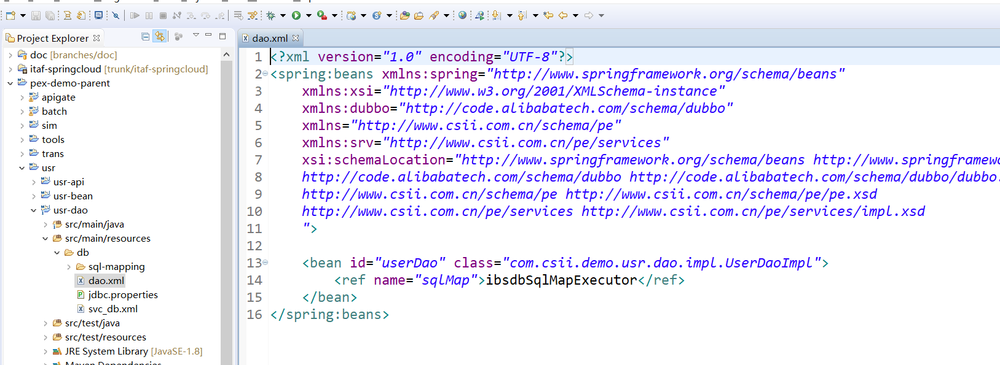 Project Explorer
doc [branches/doc]
itaf-springcloud [trunk/itaf-springcloud]
pex-demo-parent
apigate
batch
sim
tools
trans
usr
usr-api
usr-bean
usr-dao
src/main/java
src/main/resources
db
sql-mapping
dao.xml
jdbc.properties
svc_db.xml
src/test/java
src/test/resources
JRE System Library [JavaSE-1.8]
Maven Dependencies
dao.xml
1 <?xml version="1.0" encoding="UTF-8"?>
2 <spring:beans xmlns:spring="http://www.springframework.org/schema/beans"
3 xmlns:xsi="http://www.w3.org/2001/XMLSchema-instance"
4 xmlns:dubbo="http://code.alibabatech.com/schema/dubbo"
5 xmlns="http://www.csii.com.cn/schema/pe"
6 xmlns:srv="http://www.csii.com.cn/pe/services"
7 xsi:schemaLocation="http://www.springframework.org/schema/beans http://www.springframew
8 http://code.alibabatech.com/schema/dubbo http://code.alibabatech.com/schema/dubbo/dubbo.
9 http://www.csii.com.cn/schema/pe http://www.csii.com.cn/schema/pe/pe.xsd
10 http://www.csii.com.cn/pe/services http://www.csii.com.cn/pe/services/impl.xsd
11 ">
12
13 <bean id="userDao" class="com.csii.demo.usr.dao.impl.UserDaoImpl">
14 <ref name="sqlMap">ibsdbSqlMapExecutor</ref>
15 </bean>
16 </spring:beans>